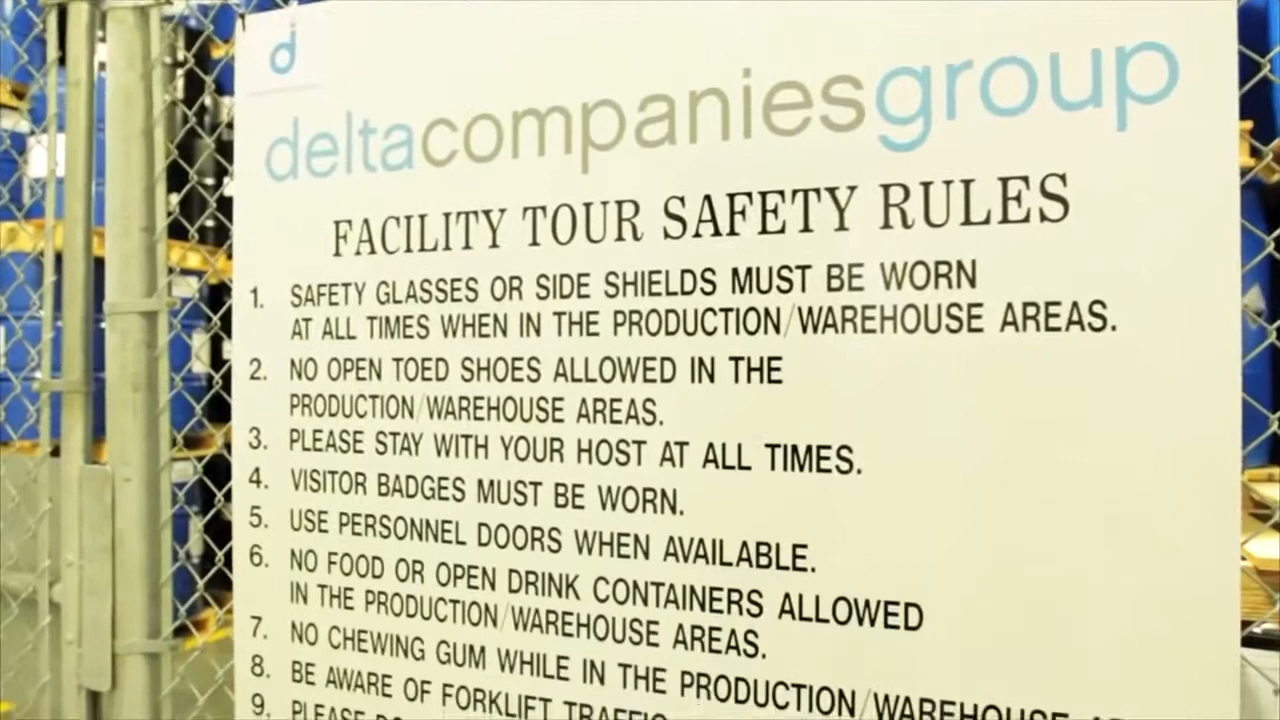 d
deltacompaniesgroup
FACILITY TOUR SAFETY RULES
1. SAFETY GLASSES OR SIDE SHIELDS MUST BE WORN
AT ALL TIMES WHEN IN THE PRODUCTION/WAREHOUSE AREAS.
2. NO OPEN TOED SHOES ALLOWED IN THE
PRODUCTION/WAREHOUSE AREAS.
3. PLEASE STAY WITH YOUR HOST AT ALL TIMES.
4. VISITOR BADGES MUST BE WORN.
5. USE PERSONNEL DOORS WHEN AVAILABLE.
6. NO FOOD OR OPEN DRINK CONTAINERS ALLOWED
IN THE PRODUCTION/WAREHOUSE AREAS.
7. NO CHEWING GUM WHILE IN THE PRODUCTION/WAREHOUSE
8. BE AWARE OF FORKLIFT TRAFFIC
9. PLEASE